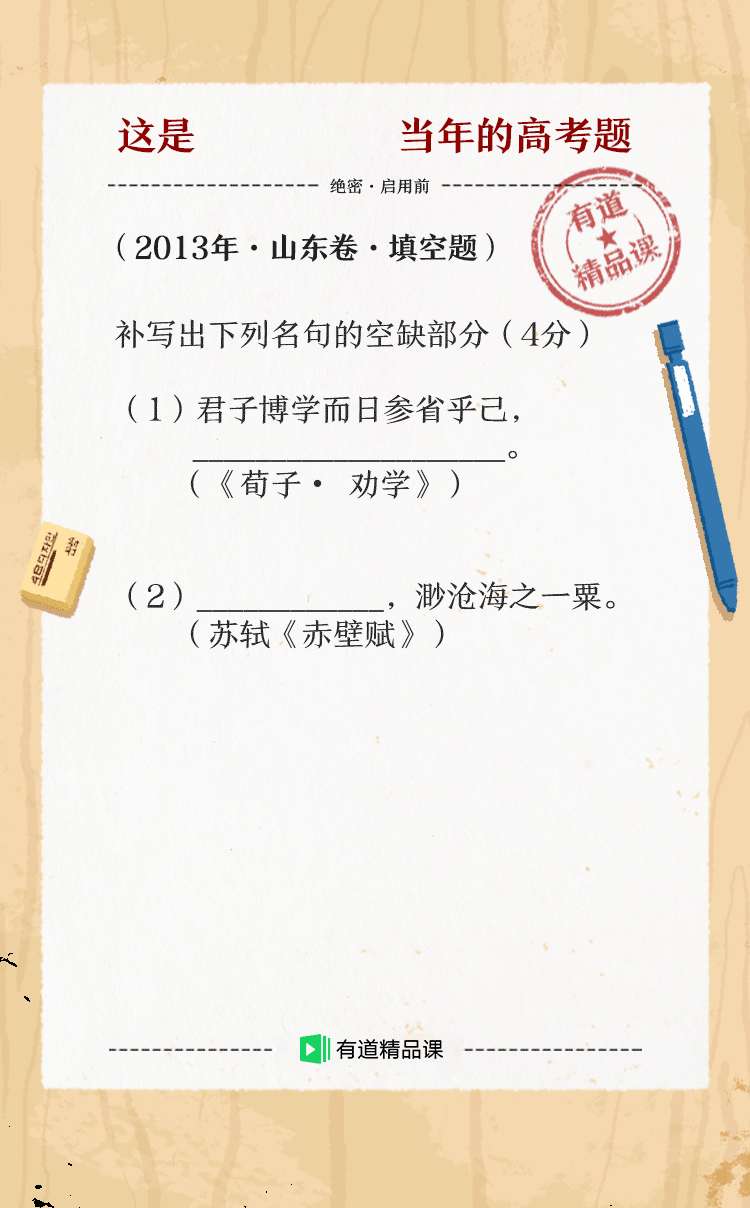 这是 当年的高考题
绝密·启用前
有道
精品课
（2013年·山东卷·填空题）
补写出下列名句的空缺部分（4分）
（1）君子博学而日参省乎己，
____________________。
（《荀子· 劝学》）
（2）____________，渺沧海之一粟。
（苏轼《赤壁赋》）
有道精品课